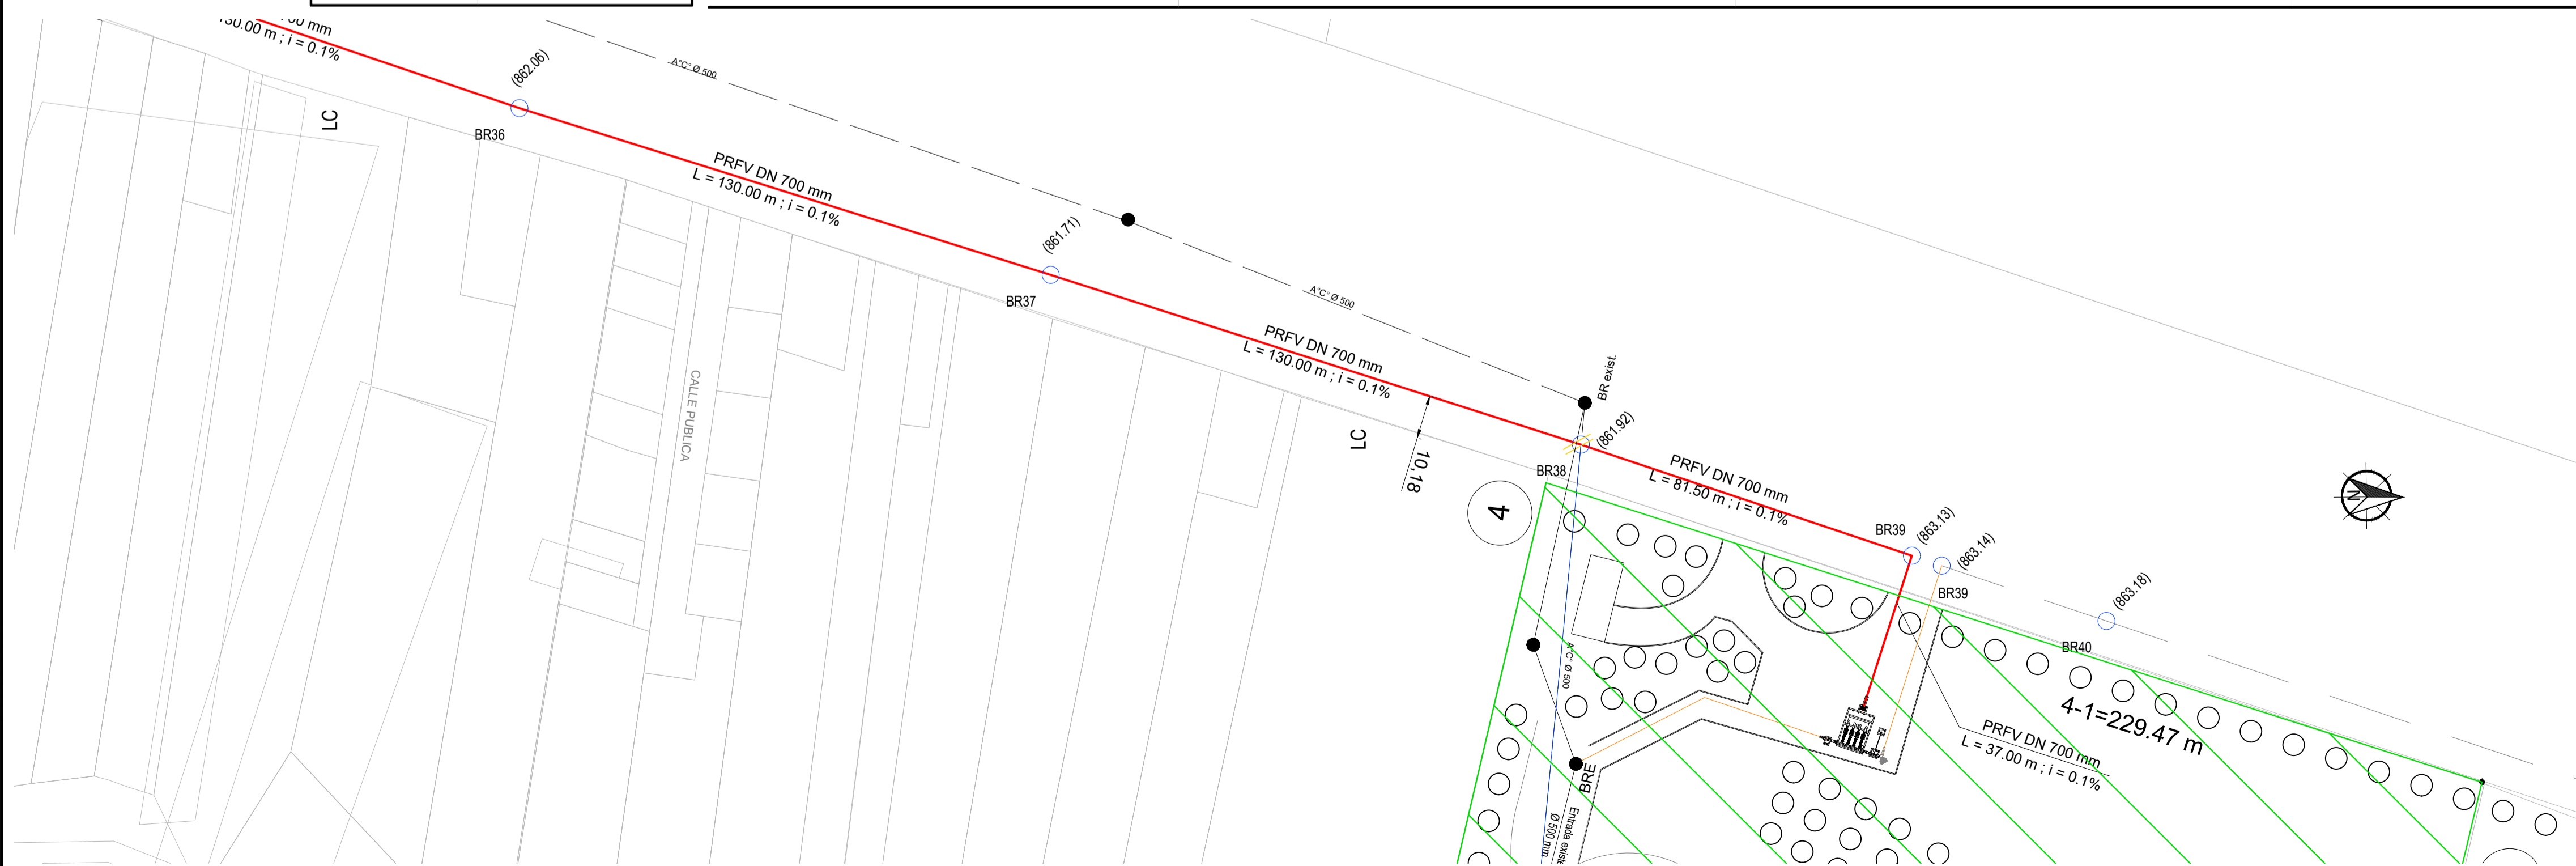 30.00 m ; i = 0.1%
(862.06)
A°C° Ø 500
LC
BR36
PRFV DN 700 mm
L = 130.00 m ; i = 0.1%
(861.71)
BR37
A°C° Ø 500
CALLE PUBLICA
PRFV DN 700 mm
L = 130.00 m ; i = 0.1%
LC
10,18
BR exist.
(861.92)
BR38
4
PRFV DN 700 mm
L = 81.50 m ; i = 0.1%
BR39
(863.13)
(863.14)
BR39
(863.18)
BR40
N
A°C° Ø 500
4-1=229.47 m
PRFV DN 700 mm
L = 37.00 m ; i = 0.1%
BRE
Entrada existe
Ø 500 mm